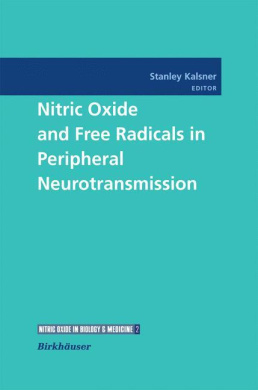 Stanley Kalsner
EDITOR
Nitric Oxide
and Free Radicals in
Peripheral
Neurotransmission
NITRIC OXIDE IN BIOLOGY & MEDICINE 2
Birkhäuser